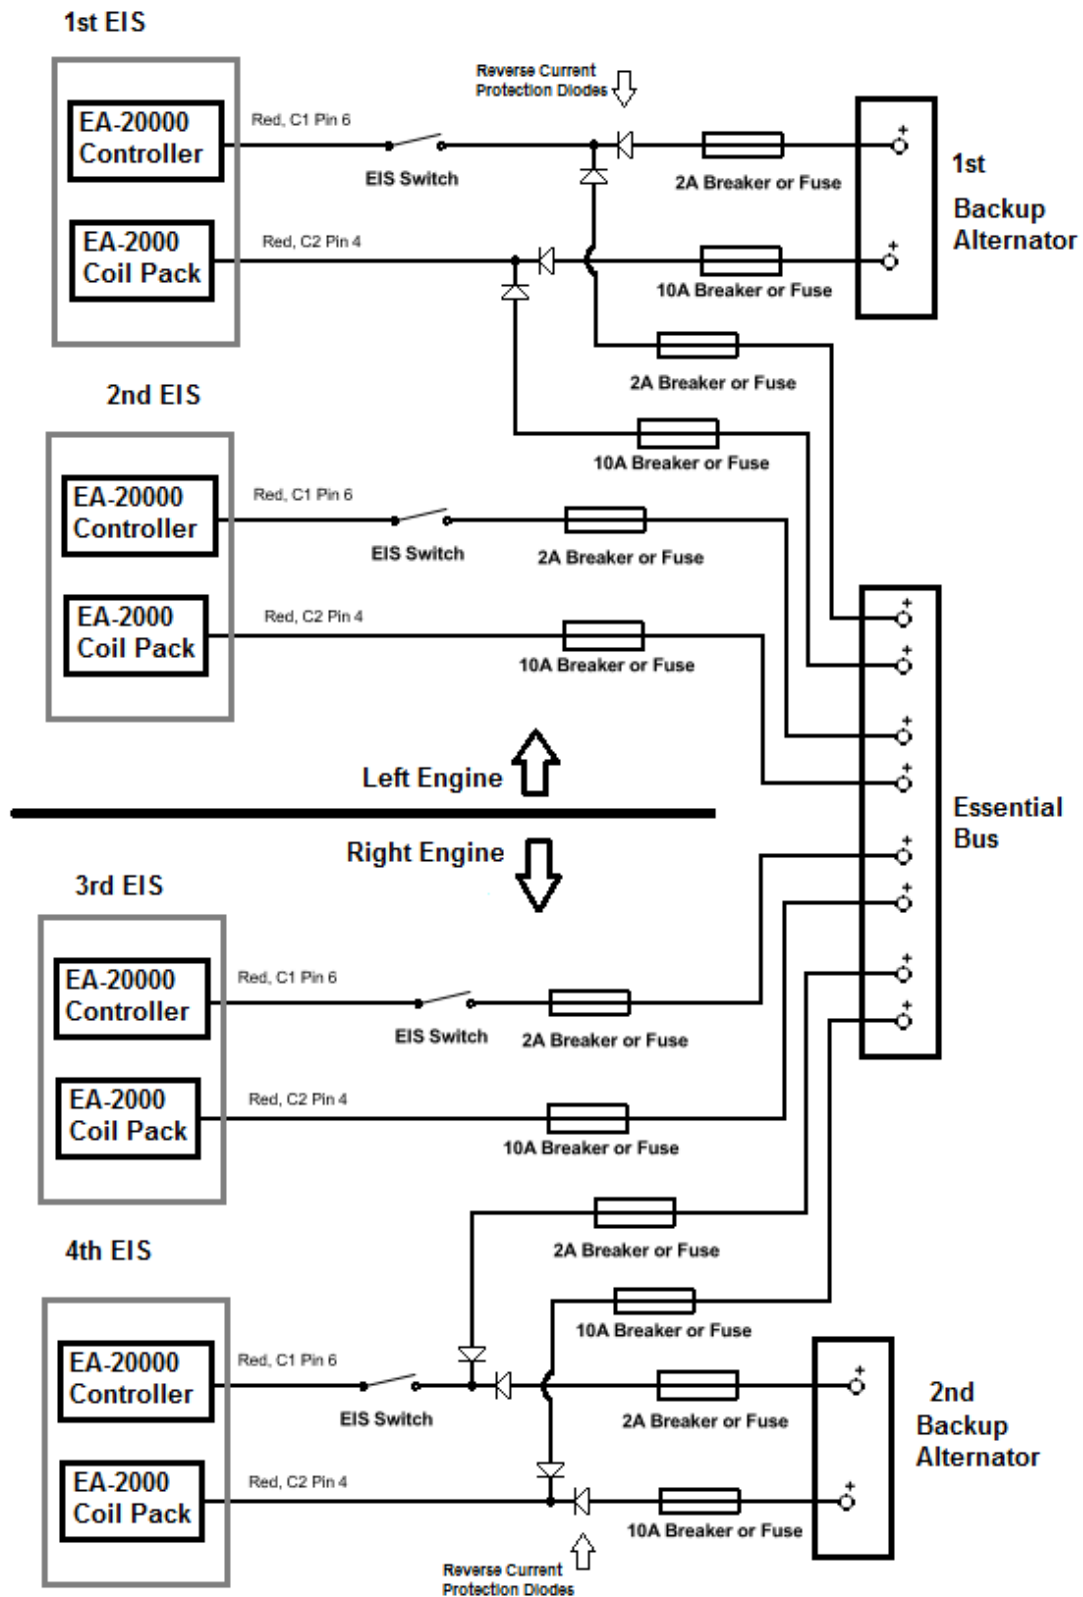 1st EIS
Reverse Current
Protection Diodes
EA-20000
Controller
Red, C1 Pin 6
EIS Switch
2A Breaker or Fuse
+
1st
Backup
Alternator
EA-2000
Coil Pack
Red, C2 Pin 4
10A Breaker or Fuse
+
2A Breaker or Fuse
2nd EIS
10A Breaker or Fuse
EA-20000
Controller
Red, C1 Pin 6
EIS Switch
2A Breaker or Fuse
EA-2000
Coil Pack
Red, C2 Pin 4
10A Breaker or Fuse
+
+
+
+
Left Engine
Essential
Bus
Right Engine
+
+
+
+
3rd EIS
EA-20000
Controller
Red, C1 Pin 6
EIS Switch
2A Breaker or Fuse
EA-2000
Coil Pack
Red, C2 Pin 4
10A Breaker or Fuse
2A Breaker or Fuse
4th EIS
10A Breaker or Fuse
EA-20000
Controller
Red, C1 Pin 6
EIS Switch
2A Breaker or Fuse
+
2nd
Backup
Alternator
EA-2000
Coil Pack
Red, C2 Pin 4
10A Breaker or Fuse
+
Reverse Current
Protection Diodes